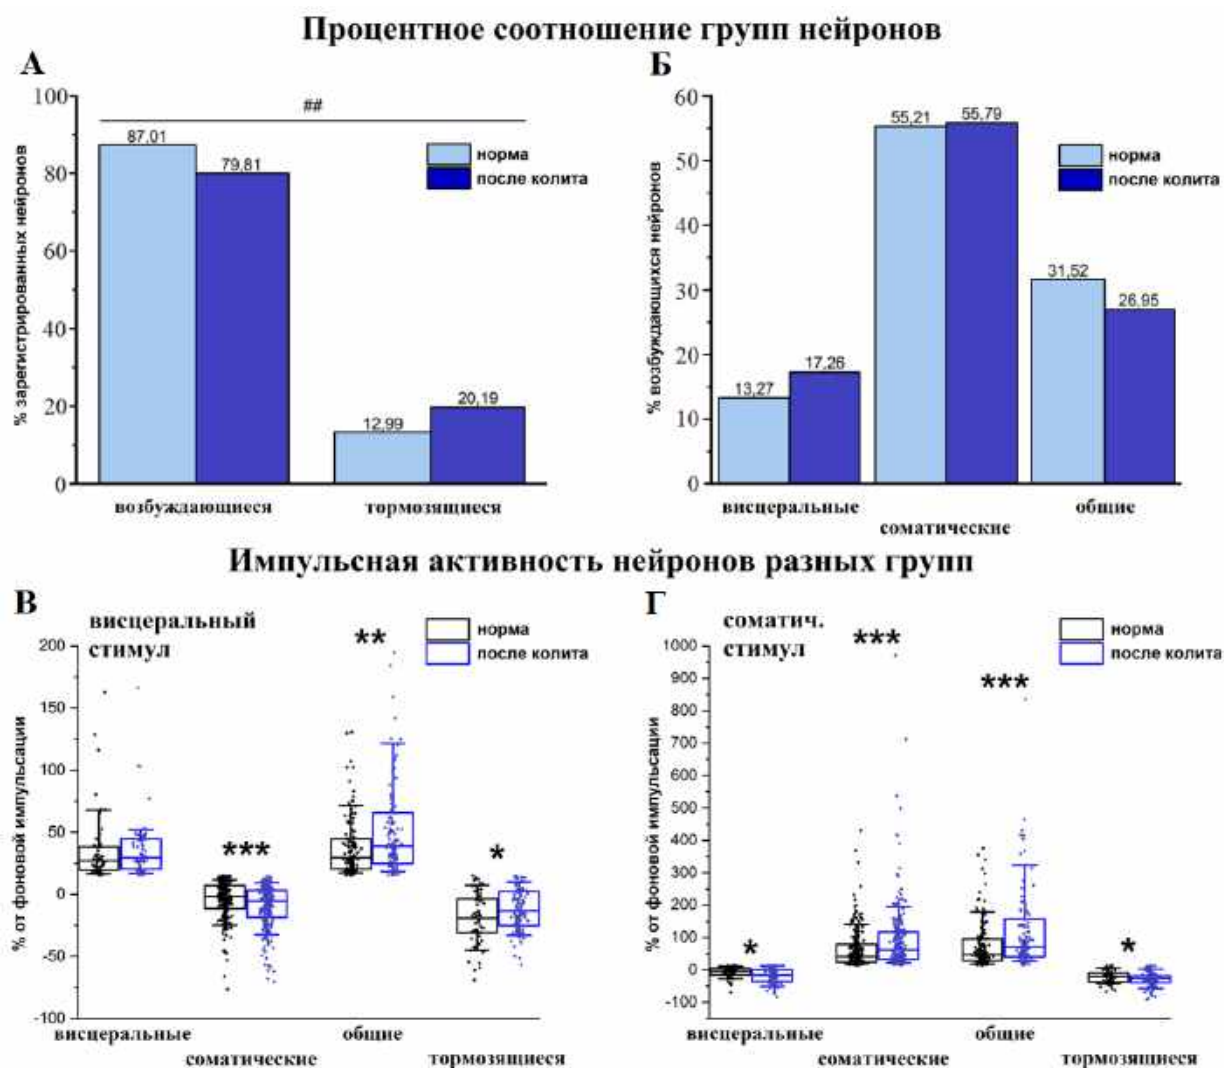 Процентное соотношение групп нейронов
А
% зарегистрированных нейронов
100
80
60
40
20
0
##
87,01
79,81
12,99
20,19
норма
после колита
возбуждающиеся
тормозящиеся
Б
% возбуждающихся нейронов
60
50
40
30
20
10
0
55,21
55,79
31,52
26,95
13,27
17,26
норма
после колита
висцеральные
соматические
общие
Импульсная активность нейронов разных групп
В
висцеральный
стимул
% от фоновой импульсации
200
150
100
50
0
-50
-100
**
***
*
норма
после колита
висцеральные
соматические
общие
тормозящиеся
Г
соматич.
стимул
% от фоновой импульсации
1000
900
800
700
600
500
400
300
200
100
0
-100
***
***
*
*
норма
после колита
висцеральные
соматические
общие
тормозящиеся